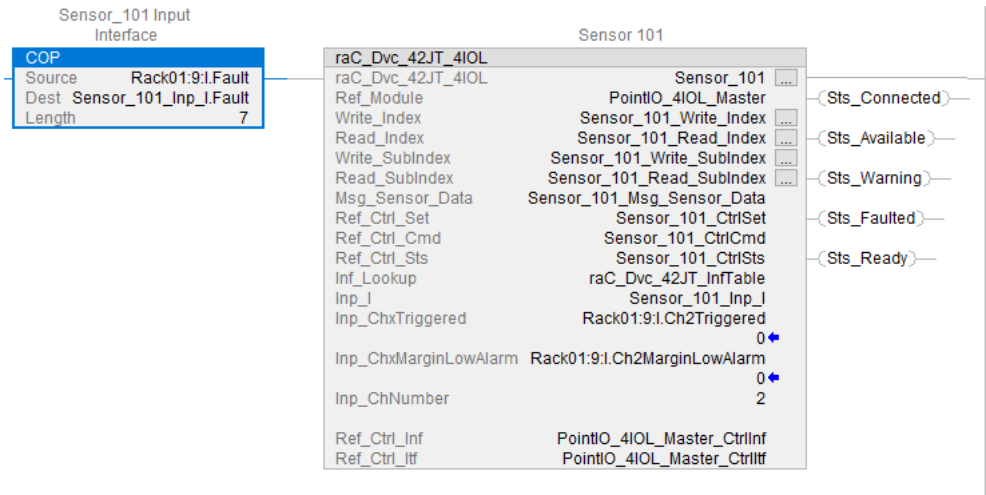 Sensor_101 Input
Interface
COP
Source Rack01:9:I.Fault
Dest Sensor_101_Inp_I.Fault
Length 7
Sensor 101
raC_Dvc_42JT_4IOL
raC_Dvc_42JT_4IOL Sensor_101 ...
Ref_Module PointIO_4IOL_Master
Sts_Connected
Write_Index Sensor_101_Write_Index ...
Read_Index Sensor_101_Read_Index ...
Sts_Available
Write_SubIndex Sensor_101_Write_SubIndex ...
Read_SubIndex Sensor_101_Read_SubIndex ...
Sts_Warning
Msg_Sensor_Data Sensor_101_Msg_Sensor_Data
Ref_Ctrl_Set Sensor_101_CtrlSet
Sts_Faulted
Ref_Ctrl_Cmd Sensor_101_CtrlCmd
Ref_Ctrl_Sts Sensor_101_CtrlSts
Sts_Ready
Inf_Lookup raC_Dvc_42JT_InfTable
Inp_I Sensor_101_Inp_I
Inp_ChxTriggered Rack01:9:I.Ch2Triggered
0
Inp_ChxMarginLowAlarm Rack01:9:I.Ch2MarginLowAlarm
0
Inp_ChNumber 2
Ref_Ctrl_Inf PointIO_4IOL_Master_CtrlInf
Ref_Ctrl_Itf PointIO_4IOL_Master_CtrlItf